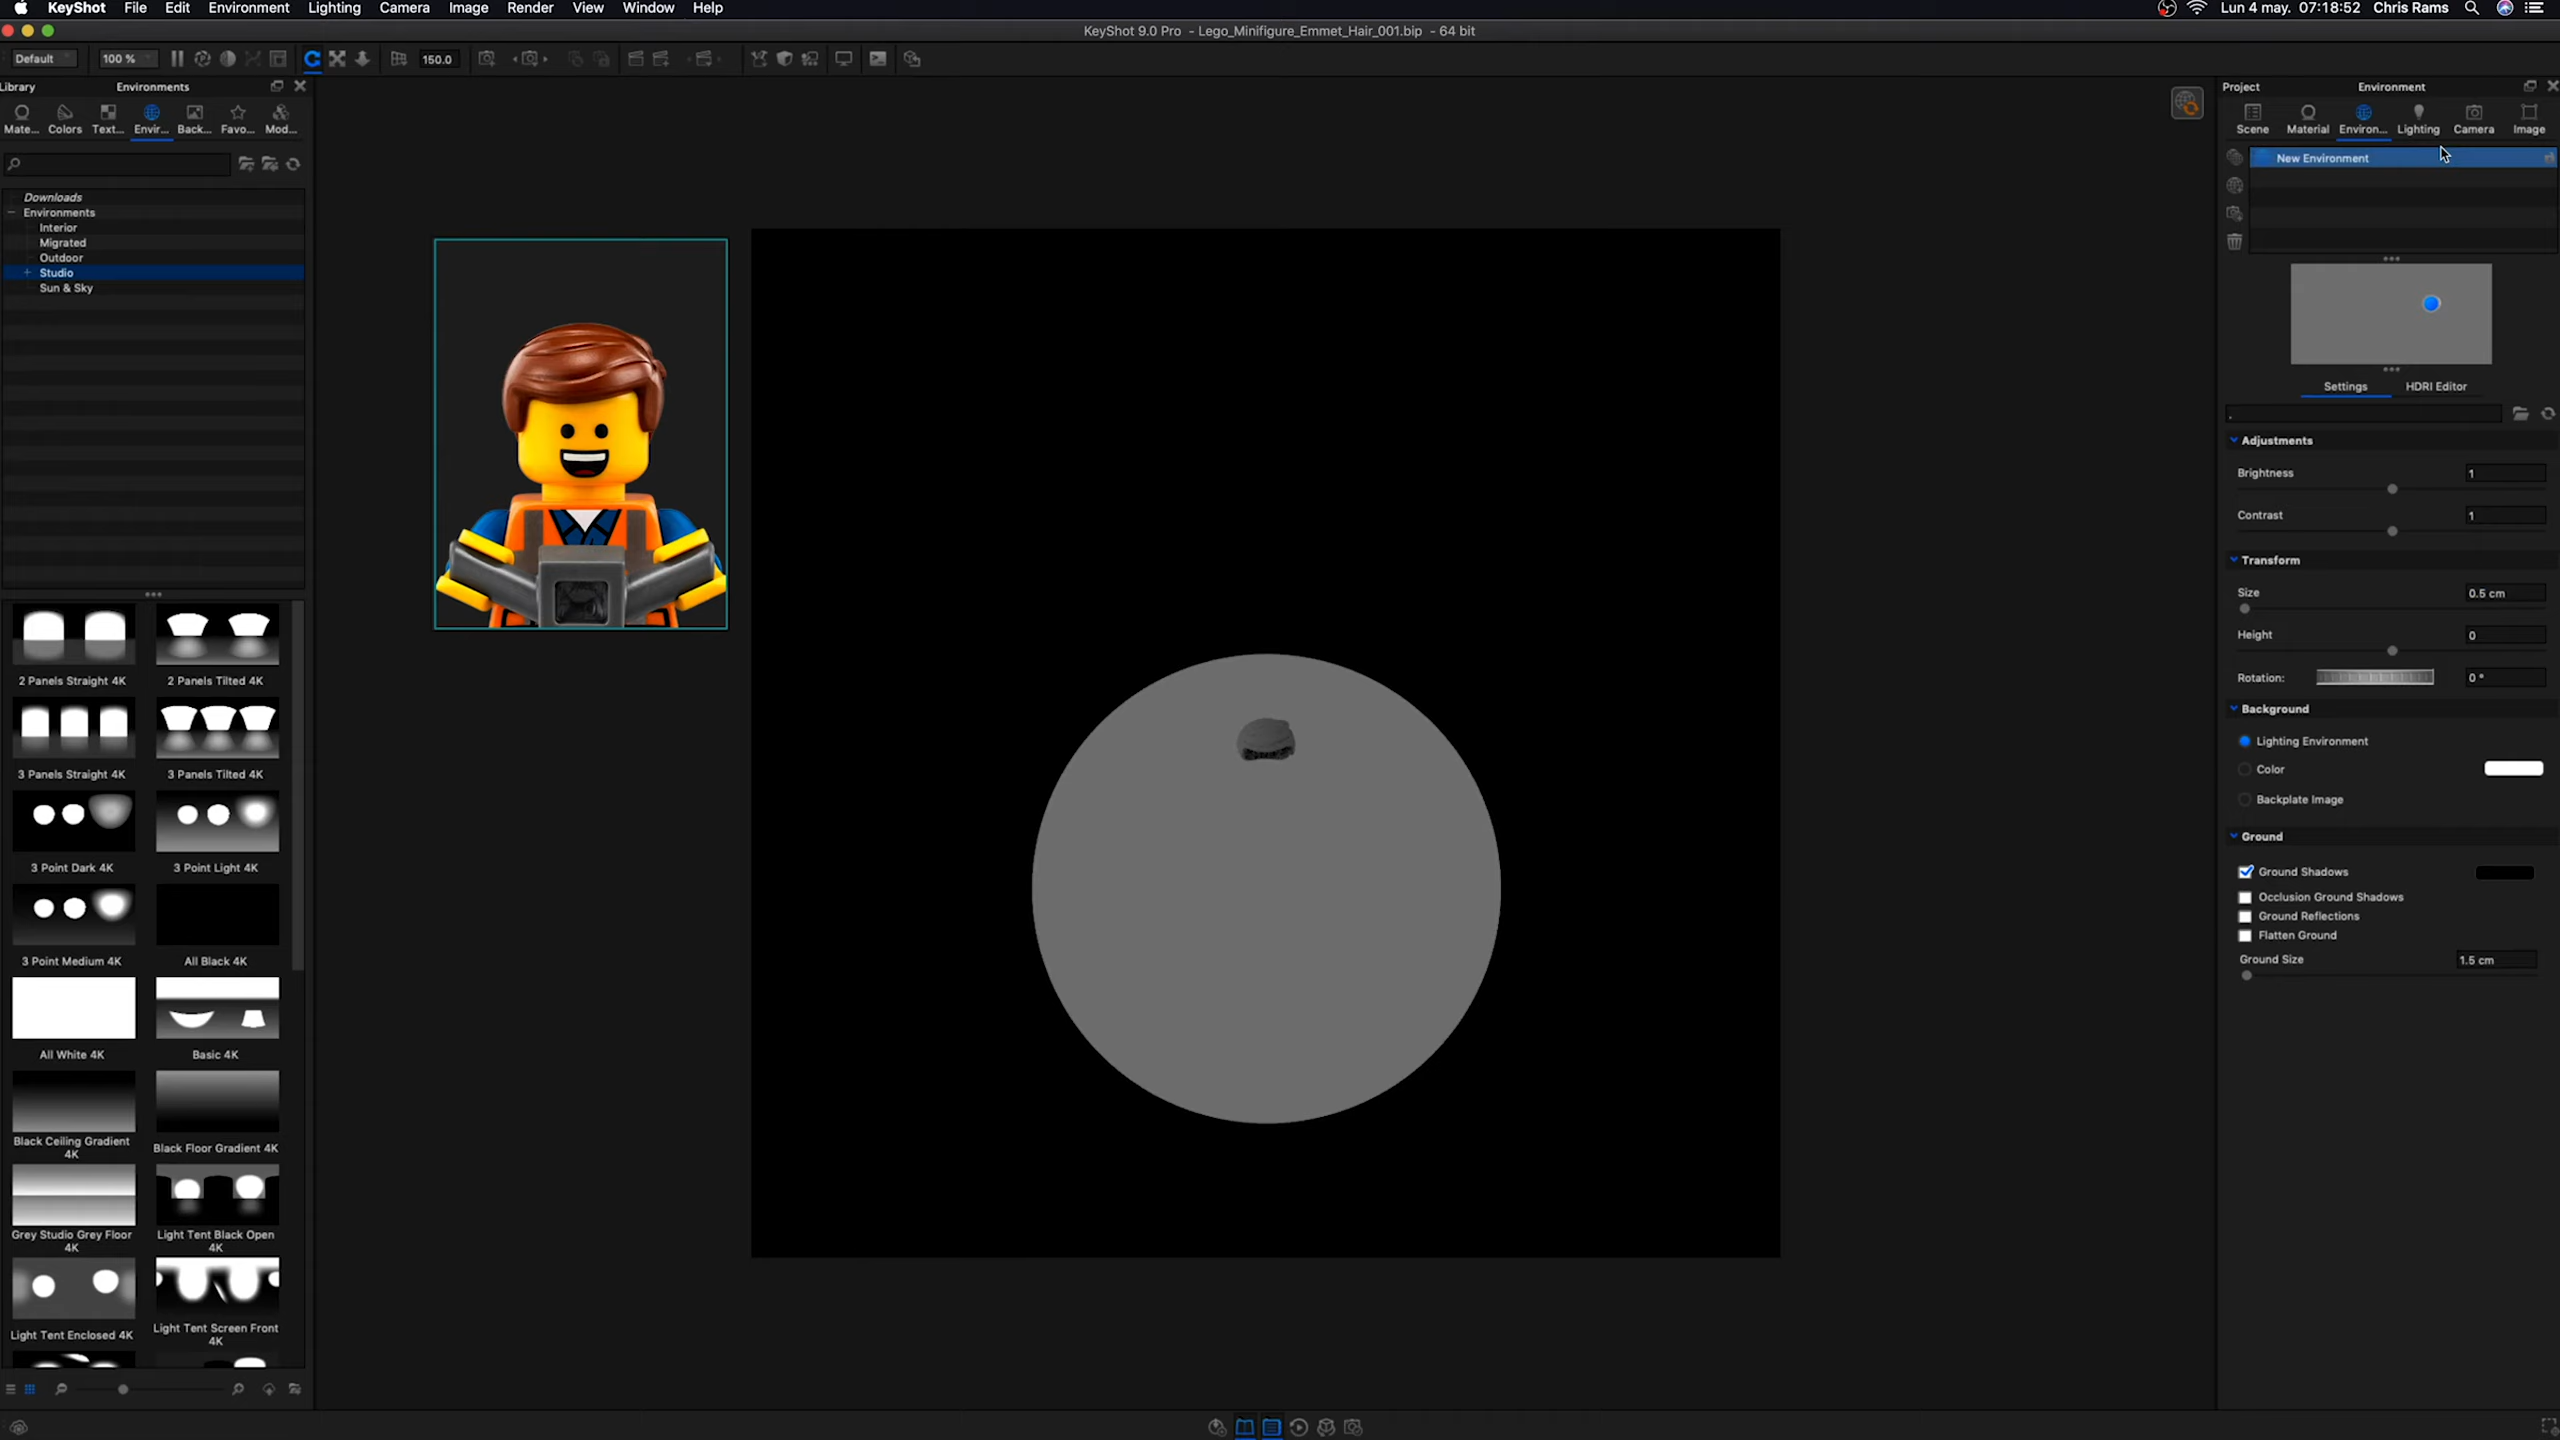 KeyShot File Edit Environment Lighting Camera Image Render View Window Help
Lun 4 may. 07:18:52 Chris Rams
KeyShot 9.0 Pro - Lego_Minifigure_Emmet_Hair_001.bip - 64 bit
Default 100 % 150.0
Library Environments
Mate... Colors Text... Envir... Back... Favo... Mod...
Downloads
Environments
Interior
Migrated
Outdoor
Studio
Sun & Sky
2 Panels Straight 4K
2 Panels Tilted 4K
3 Panels Straight 4K
3 Panels Tilted 4K
3 Point Dark 4K
3 Point Light 4K
3 Point Medium 4K
All Black 4K
All White 4K
Basic 4K
Black Ceiling Gradient
4K
Black Floor Gradient 4K
Grey Studio Grey Floor
4K
Light Tent Black Open
4K
Light Tent Enclosed 4K
Light Tent Screen Front
4K
Project Environment
Scene Material Environ... Lighting Camera Image
New Environment
Settings HDRI Editor
Adjustments
Brightness 1
Contrast 1
Transform
Size 0.5 cm
Height 0
Rotation: 0 °
Background
Lighting Environment
Color
Backplate Image
Ground
Ground Shadows
Occlusion Ground Shadows
Ground Reflections
Flatten Ground
Ground Size 1.5 cm